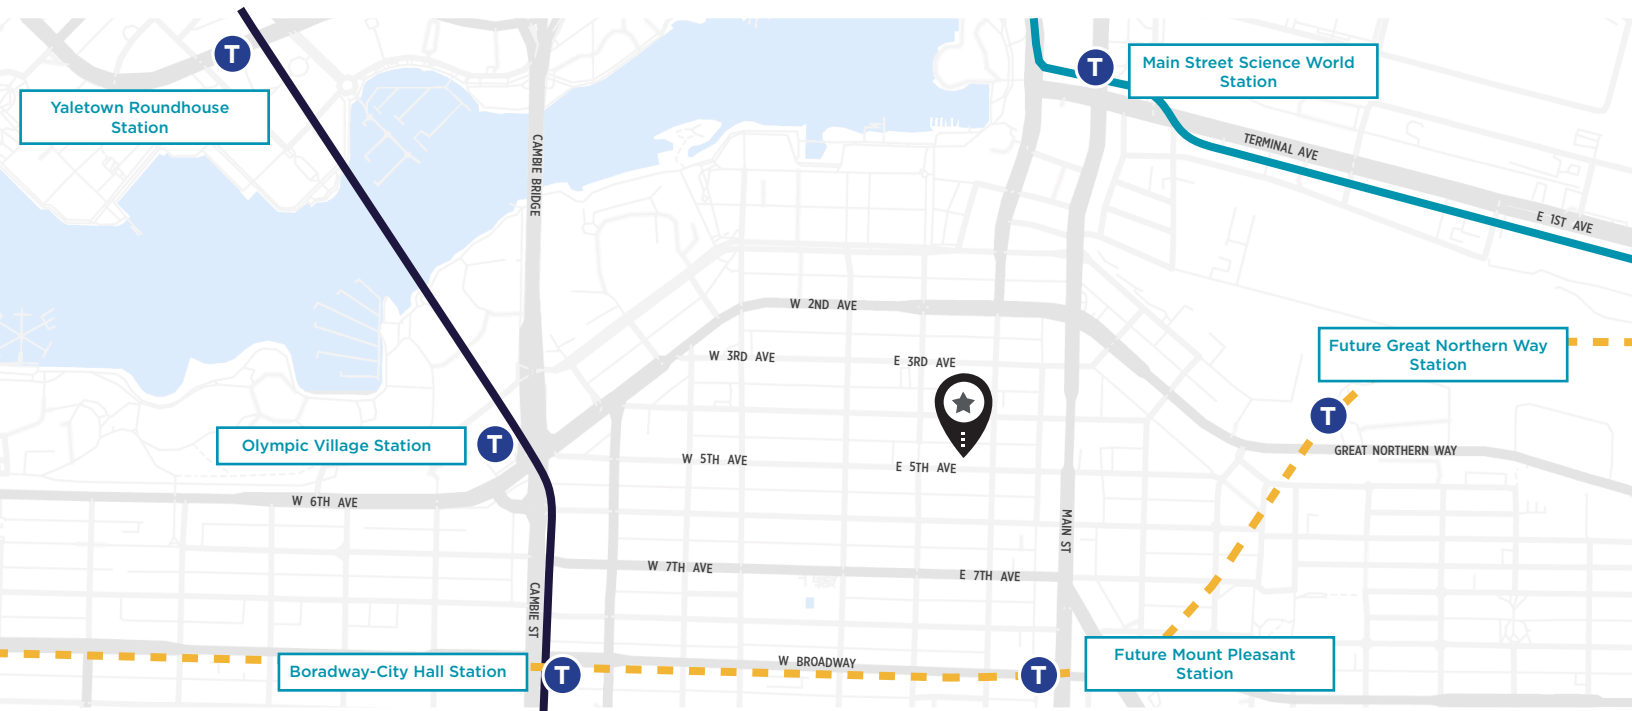 T
Main Street Science World
Station
T
Yaletown Roundhouse
Station
CAMBIE BRIDGE
TERMINAL AVE
E 1ST AVE
W 2ND AVE
W 3RD AVE
E 3RD AVE
Future Great Northern Way
Station
T
Olympic Village Station
T
GREAT NORTHERN WAY
W 5TH AVE
E 5TH AVE
W 6TH AVE
MAIN ST
W 7TH AVE
E 7TH AVE
CAMBIE ST
Boradway-City Hall Station
T
W BROADWAY
T
Future Mount Pleasant
Station